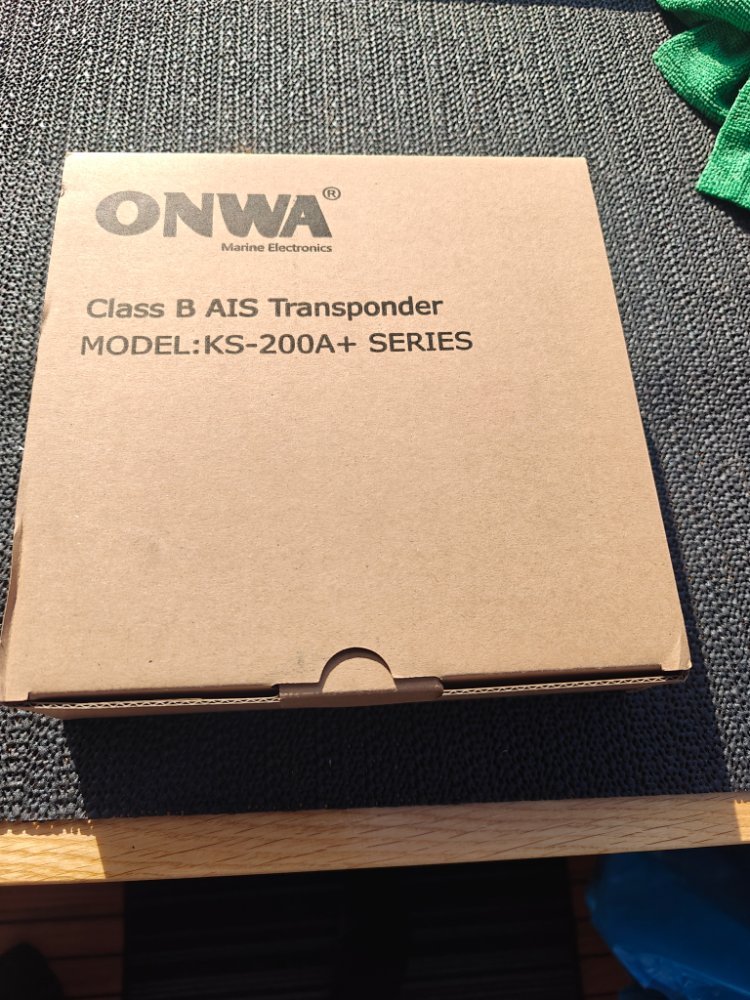 ONWA®
Marine Electronics
Class B AIS Transponder
MODEL:KS-200A+ SERIES